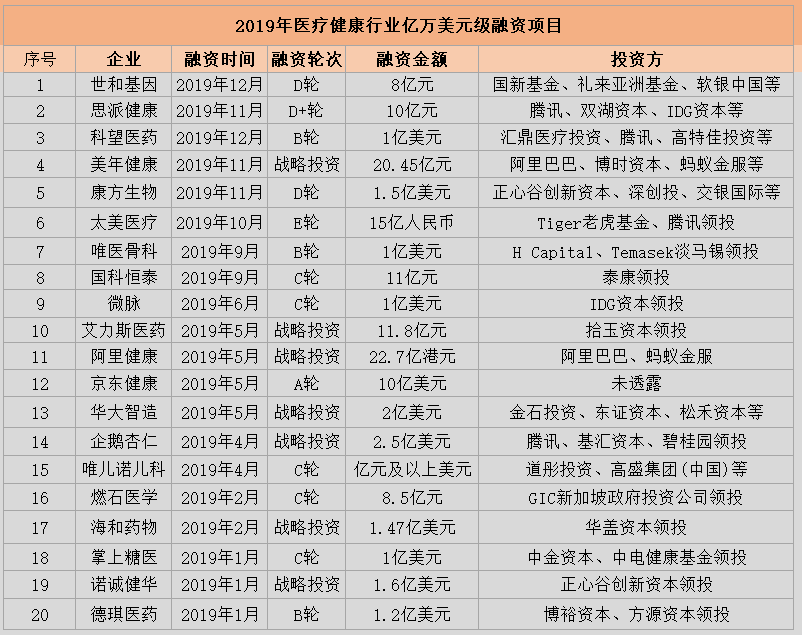 2019年医疗健康行业亿万美元级融资项目
序号 企业 融资时间 融资轮次 融资金额 投资方
1 世和基因 2019年12月 D轮 8亿元 国新基金、礼来亚洲基金、软银中国等
2 思派健康 2019年11月 D+轮 10亿元 腾讯、双湖资本、IDG资本等
3 科望医药 2019年12月 B轮 1亿美元 汇鼎医疗投资、腾讯、高特佳投资等
4 美年健康 2019年11月 战略投资 20.45亿元 阿里巴巴、博时资本、蚂蚁金服等
5 康方生物 2019年11月 D轮 1.5亿美元 正心谷创新资本、深创投、交银国际等
6 太美医疗 2019年10月 E轮 15亿人民币 Tiger老虎基金、腾讯领投
7 唯医骨科 2019年9月 B轮 1亿美元 H Capital、Temasek淡马锡领投
8 国科恒泰 2019年9月 C轮 11亿元 泰康领投
9 微脉 2019年6月 C轮 1亿美元 IDG资本领投
10 艾力斯医药 2019年5月 战略投资 11.8亿元 拾玉资本领投
11 阿里健康 2019年5月 战略投资 22.7亿港元 阿里巴巴、蚂蚁金服
12 京东健康 2019年5月 A轮 10亿美元 未透露
13 华大智造 2019年5月 战略投资 2亿美元 金石投资、东证资本、松禾资本等
14 企鹅杏仁 2019年4月 战略投资 2.5亿美元 腾讯、基汇资本、碧桂园领投
15 唯儿诺儿科 2019年4月 C轮 亿元及以上美元 道彤投资、高盛集团(中国)等
16 燃石医学 2019年2月 C轮 8.5亿元 GIC新加坡政府投资公司领投
17 海和药物 2019年2月 战略投资 1.47亿美元 华盖资本领投
18 掌上糖医 2019年1月 C轮 1亿美元 中金资本、中电健康基金领投
19 诺诚健华 2019年1月 战略投资 1.6亿美元 正心谷创新资本领投
20 德琪医药 2019年1月 B轮 1.2亿美元 博裕资本、方源资本领投